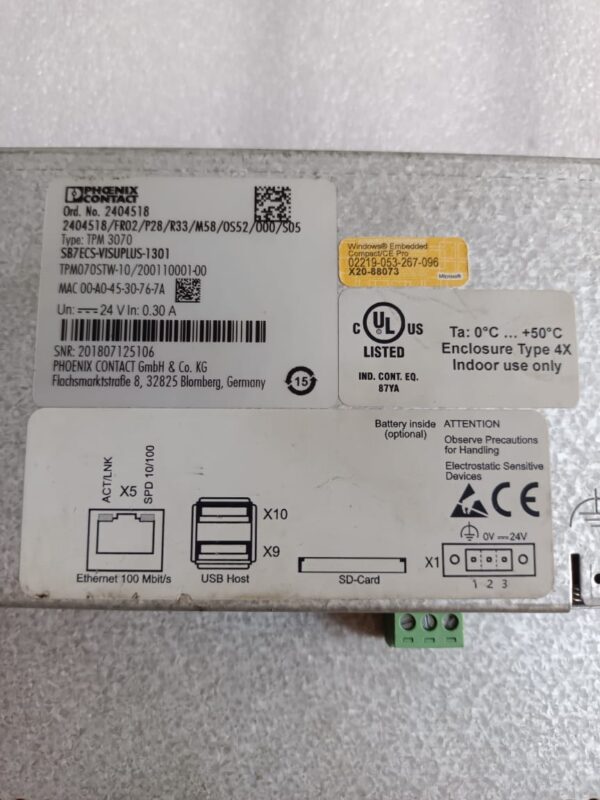 PHŒNIX
CONTACT
Ord. No. 2404518
2404518/FR02/P28/R33/M58/OS52/000/S05
Type: TPM 3070
SB7ECS-VISUPLUS-1301
TPM070STW-10/200110001-00
MAC 00-A0-45-30-76-7A
Un: 24 V In: 0.30 A
SNR: 201807125106
PHOENIX CONTACT GmbH & Co. KG
Flachsmarktstraße 8, 32825 Blomberg, Germany
15
Windows® Embedded
Compact/CE Pro
02219-053-267-096
X20-88073
Microsoft
C UL US
LISTED
IND. CONT. EQ.
87YA
Ta: 0°C ... +50°C
Enclosure Type 4X
Indoor use only
Battery inside
(optional)
ATTENTION
Observe Precautions
for Handling
Electrostatic Sensitive
Devices
CE
ACT/LNK
X5
SPD 10/100
Ethernet 100 Mbit/s
X10
X9
USB Host
SD-Card
0V 24V
X1
1 2 3